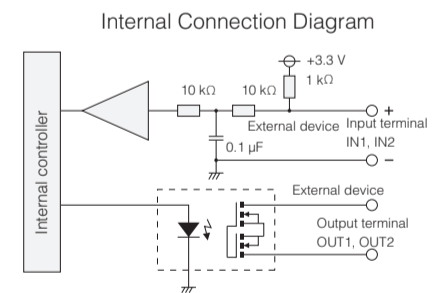 Internal Connection Diagram
+3.3 V
1 kΩ
10 kΩ
10 kΩ
+
External device
Input terminal
IN1, IN2
0.1 µF
−
Internal controller
External device
Output terminal
OUT1, OUT2